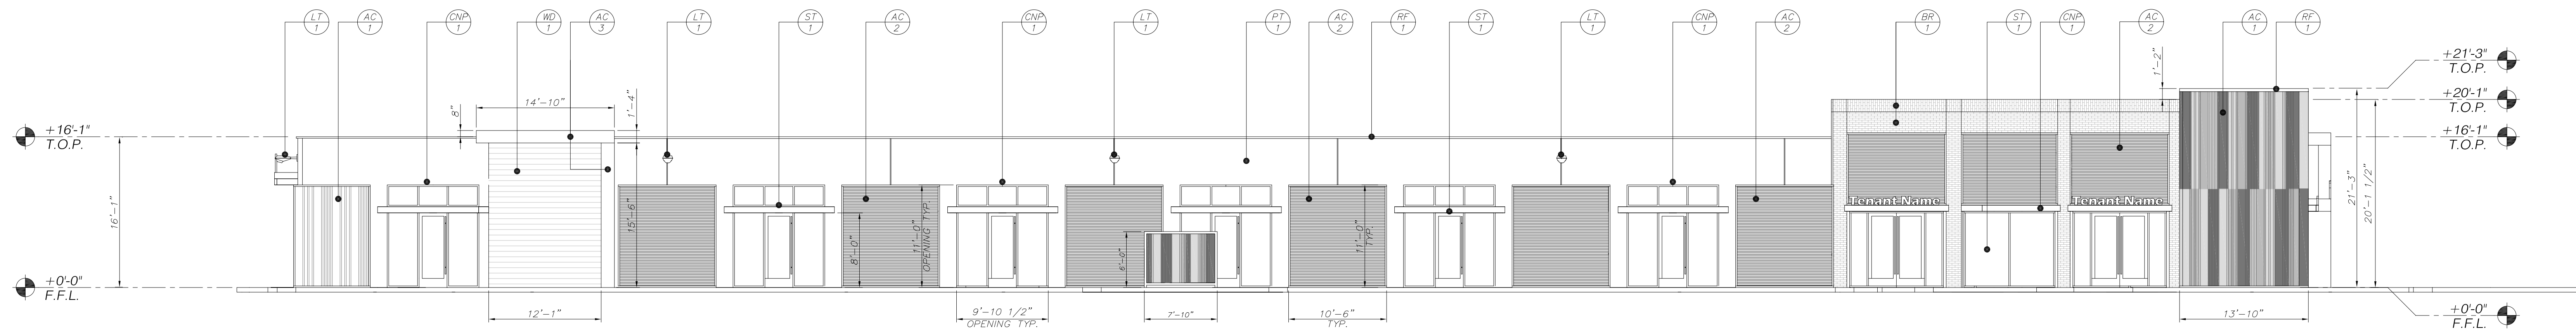 LT
1
AC
1
CNP
1
WD
1
AC
3
LT
1
ST
1
AC
2
CNP
1
LT
1
PT
1
AC
2
RF
1
ST
1
LT
1
CNP
1
AC
2
BR
1
ST
1
CNP
1
AC
2
AC
1
RF
1
+21'-3"
T.O.P.
1'-2"
+20'-1"
T.O.P.
14'-10"
8"
1'-4"
+16'-1"
T.O.P.
+16'-1"
T.O.P.
16'-1"
15'-6"
8'-0"
11'-0"
OPENING TYP.
6'-0"
11'-0"
TYP.
Tenant Name
Tenant Name
21'-3"
20'-1 1/2"
+0'-0"
F.F.L.
12'-1"
9'-10 1/2"
OPENING TYP.
7'-10"
10'-6"
TYP.
13'-10"
+0'-0"
F.F.L.